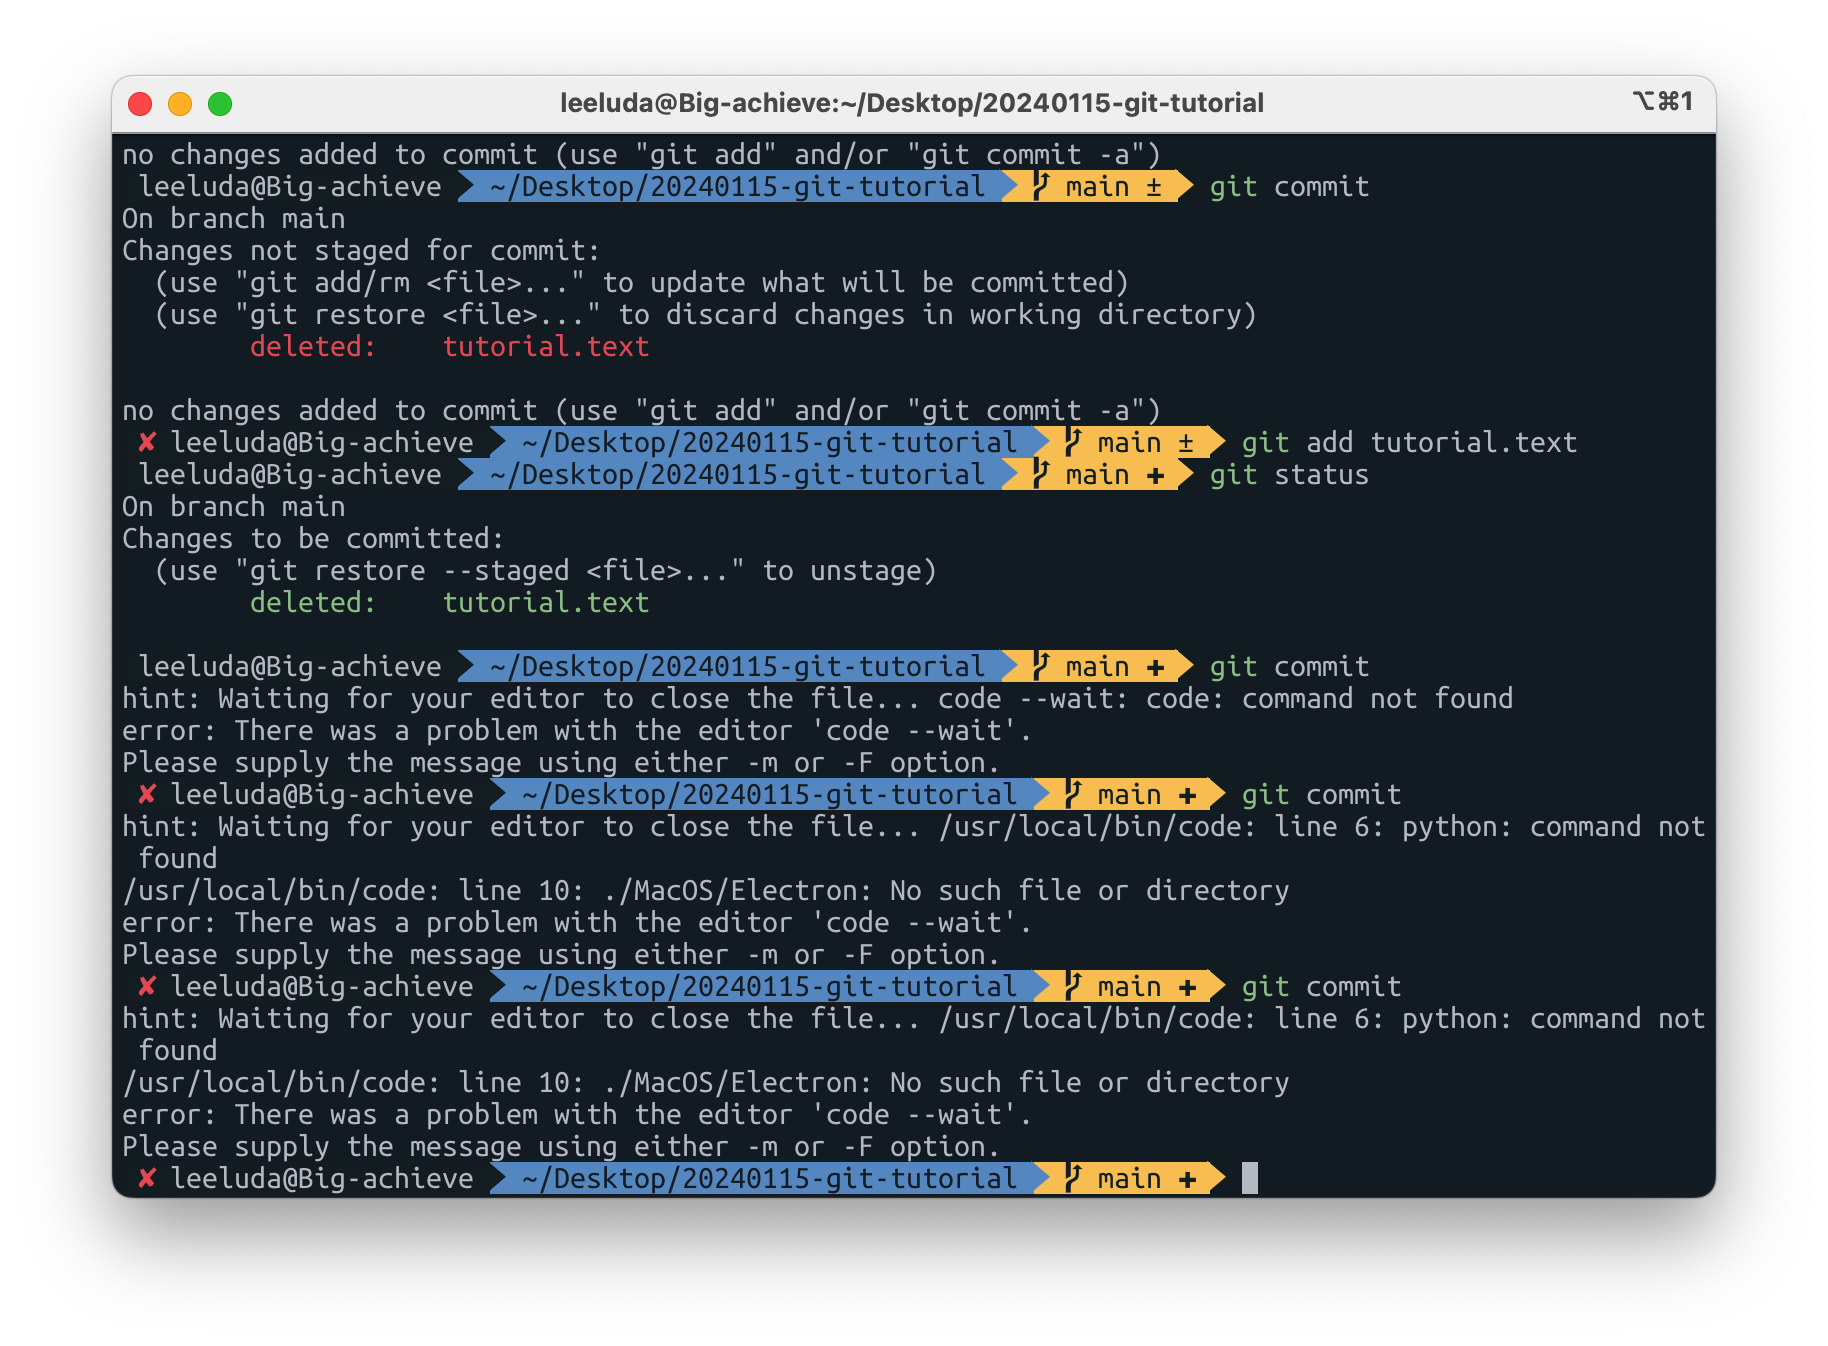 leeluda@Big-achieve:~/Desktop/20240115-git-tutorial ⌥⌘1
no changes added to commit (use "git add" and/or "git commit -a")
leeluda@Big-achieve ~/Desktop/20240115-git-tutorial main ± git commit
On branch main
Changes not staged for commit:
  (use "git add/rm <file>..." to update what will be committed)
  (use "git restore <file>..." to discard changes in working directory)
        deleted:    tutorial.text
no changes added to commit (use "git add" and/or "git commit -a")
✘ leeluda@Big-achieve ~/Desktop/20240115-git-tutorial main ± git add tutorial.text
leeluda@Big-achieve ~/Desktop/20240115-git-tutorial main ✚ git status
On branch main
Changes to be committed:
  (use "git restore --staged <file>..." to unstage)
        deleted:    tutorial.text
leeluda@Big-achieve ~/Desktop/20240115-git-tutorial main ✚ git commit
hint: Waiting for your editor to close the file... code --wait: code: command not found
error: There was a problem with the editor 'code --wait'.
Please supply the message using either -m or -F option.
✘ leeluda@Big-achieve ~/Desktop/20240115-git-tutorial main ✚ git commit
hint: Waiting for your editor to close the file... /usr/local/bin/code: line 6: python: command not
found
/usr/local/bin/code: line 10: ./MacOS/Electron: No such file or directory
error: There was a problem with the editor 'code --wait'.
Please supply the message using either -m or -F option.
✘ leeluda@Big-achieve ~/Desktop/20240115-git-tutorial main ✚ git commit
hint: Waiting for your editor to close the file... /usr/local/bin/code: line 6: python: command not
found
/usr/local/bin/code: line 10: ./MacOS/Electron: No such file or directory
error: There was a problem with the editor 'code --wait'.
Please supply the message using either -m or -F option.
✘ leeluda@Big-achieve ~/Desktop/20240115-git-tutorial main ✚